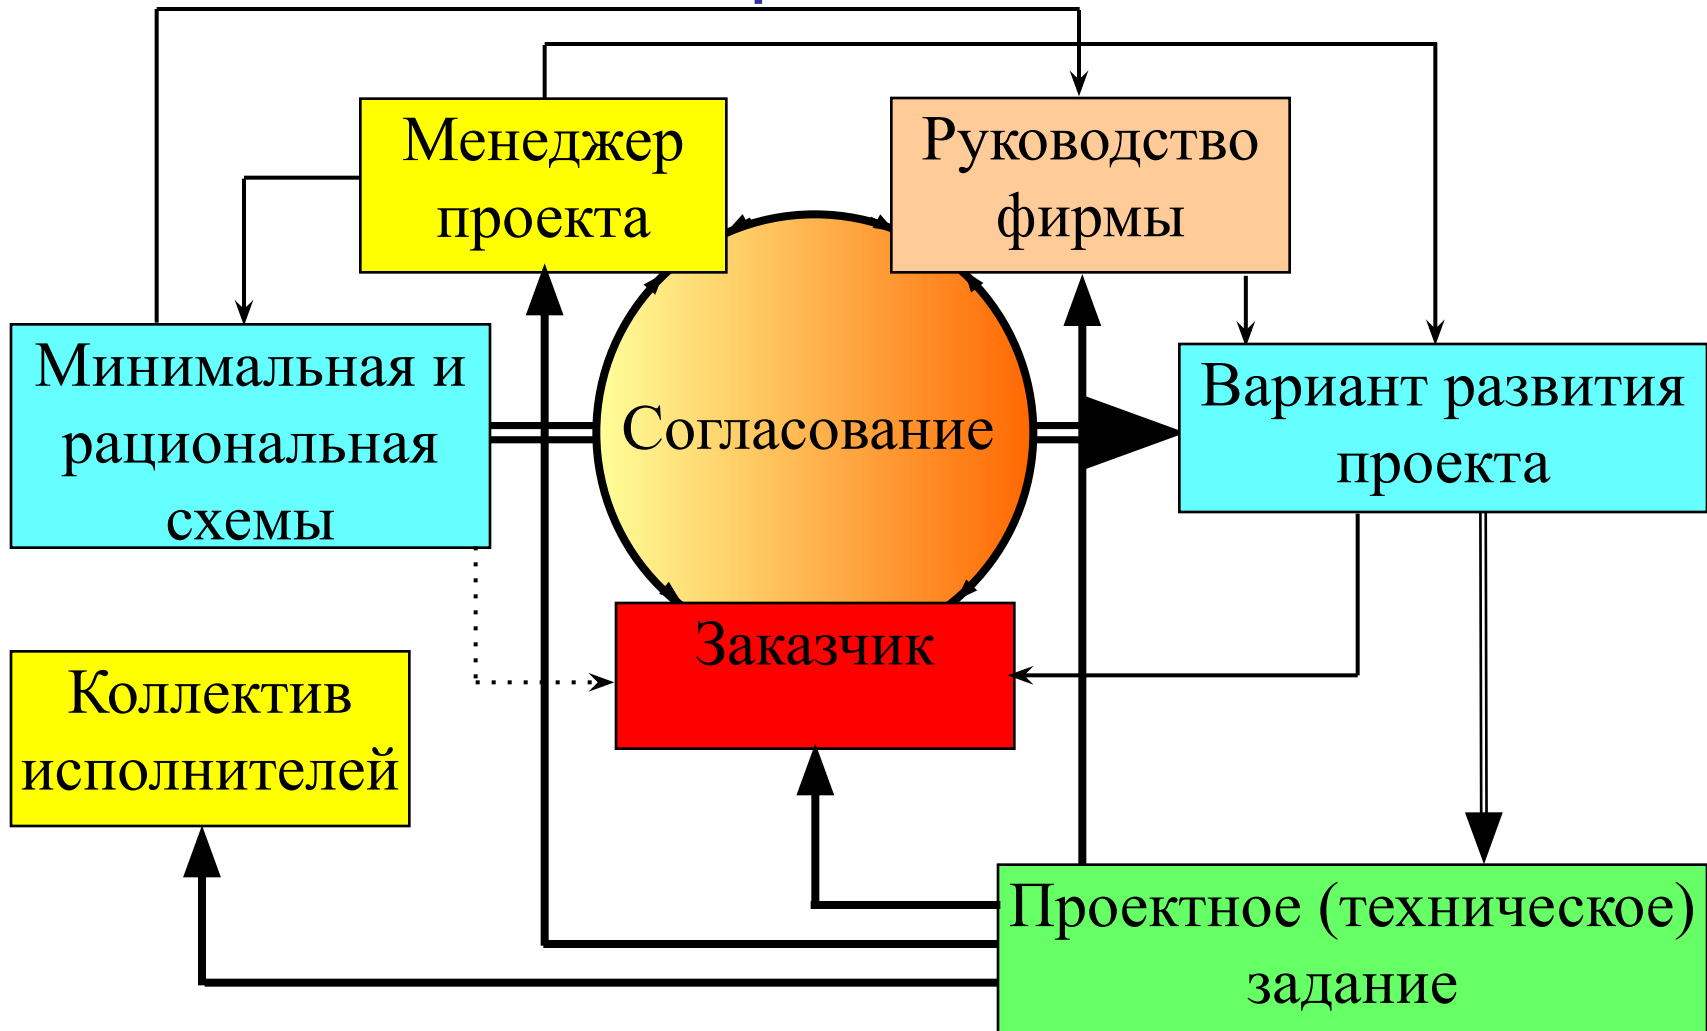 Менеджер
проекта
Руководство
фирмы
Минимальная и
рациональная
схемы
Согласование
Вариант развития
проекта
Заказчик
Коллектив
исполнителей
Проектное (техническое)
задание